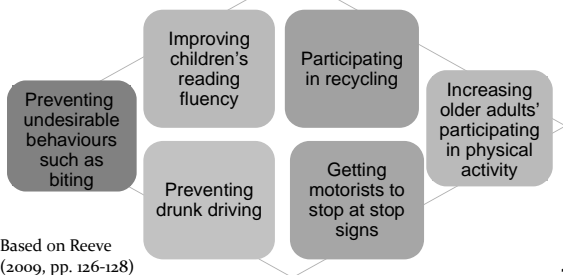 Improving
children's
reading
fluency
Participating
in recycling
Preventing
undesirable
behaviours
such as
biting
Increasing
older adults'
participating
in physical
activity
Preventing
drunk driving
Getting
motorists to
stop at stop
signs
Based on Reeve
(2009, pp. 126-128)